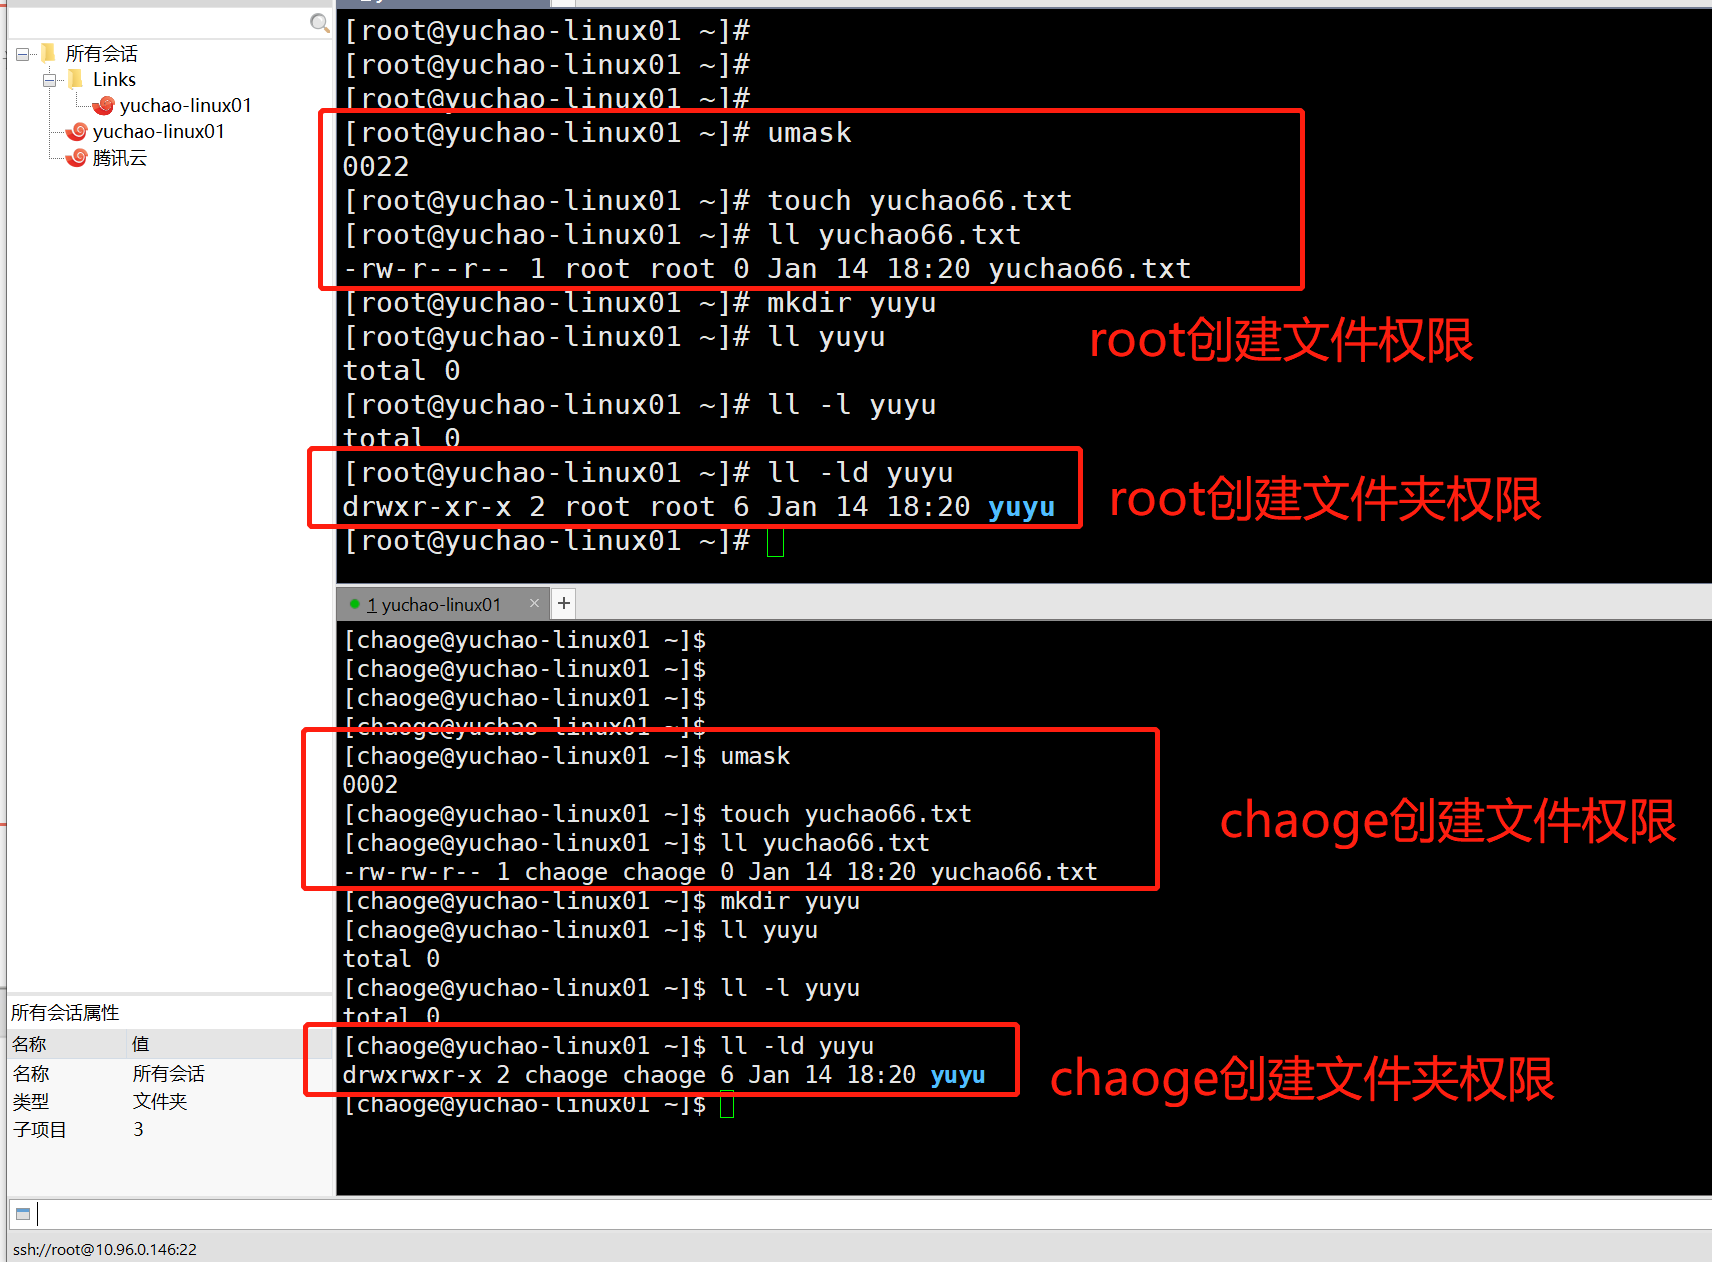 所有会话
Links
yuchao-linux01
yuchao-linux01
腾讯云
[root@yuchao-linux01 ~]#
[root@yuchao-linux01 ~]#
[root@yuchao-linux01 ~]#
[root@yuchao-linux01 ~]# umask
0022
[root@yuchao-linux01 ~]# touch yuchao66.txt
[root@yuchao-linux01 ~]# ll yuchao66.txt
-rw-r--r-- 1 root root 0 Jan 14 18:20 yuchao66.txt
[root@yuchao-linux01 ~]# mkdir yuyu
[root@yuchao-linux01 ~]# ll yuyu
root创建文件权限
total 0
[root@yuchao-linux01 ~]# ll -l yuyu
total 0
[root@yuchao-linux01 ~]# ll -ld yuyu
drwxr-xr-x 2 root root 6 Jan 14 18:20 yuyu
root创建文件夹权限
[root@yuchao-linux01 ~]#
1 yuchao-linux01 × +
[chaoge@yuchao-linux01 ~]$
[chaoge@yuchao-linux01 ~]$
[chaoge@yuchao-linux01 ~]$
[chaoge@yuchao-linux01 ~]$
[chaoge@yuchao-linux01 ~]$ umask
0002
[chaoge@yuchao-linux01 ~]$ touch yuchao66.txt
[chaoge@yuchao-linux01 ~]$ ll yuchao66.txt
-rw-rw-r-- 1 chaoge chaoge 0 Jan 14 18:20 yuchao66.txt
chaoge创建文件权限
[chaoge@yuchao-linux01 ~]$ mkdir yuyu
[chaoge@yuchao-linux01 ~]$ ll yuyu
total 0
[chaoge@yuchao-linux01 ~]$ ll -l yuyu
total 0
[chaoge@yuchao-linux01 ~]$ ll -ld yuyu
drwxrwxr-x 2 chaoge chaoge 6 Jan 14 18:20 yuyu
chaoge创建文件夹权限
[chaoge@yuchao-linux01 ~]$
所有会话属性
名称 值
名称 所有会话
类型 文件夹
子项目 3
ssh://root@10.96.0.146:22